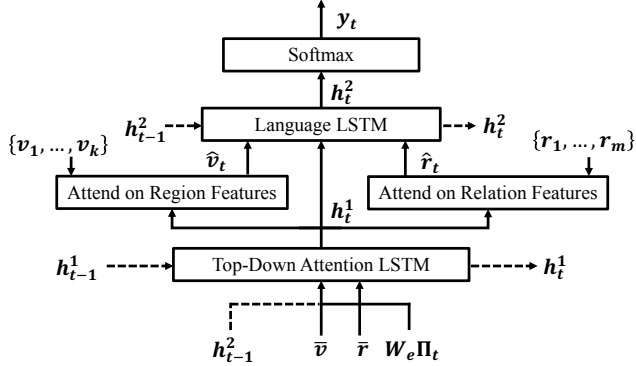 y_t
Softmax
h_t^2
h_{t-1}^2 Language LSTM h_t^2
{v_1, …, v_k} v̂_t r̂_t {r_1, …, r_m}
Attend on Region Features Attend on Relation Features
h_t^1
h_{t-1}^1 Top-Down Attention LSTM h_t^1
h_{t-1}^2 v̅ r̅ W_eΠ_t